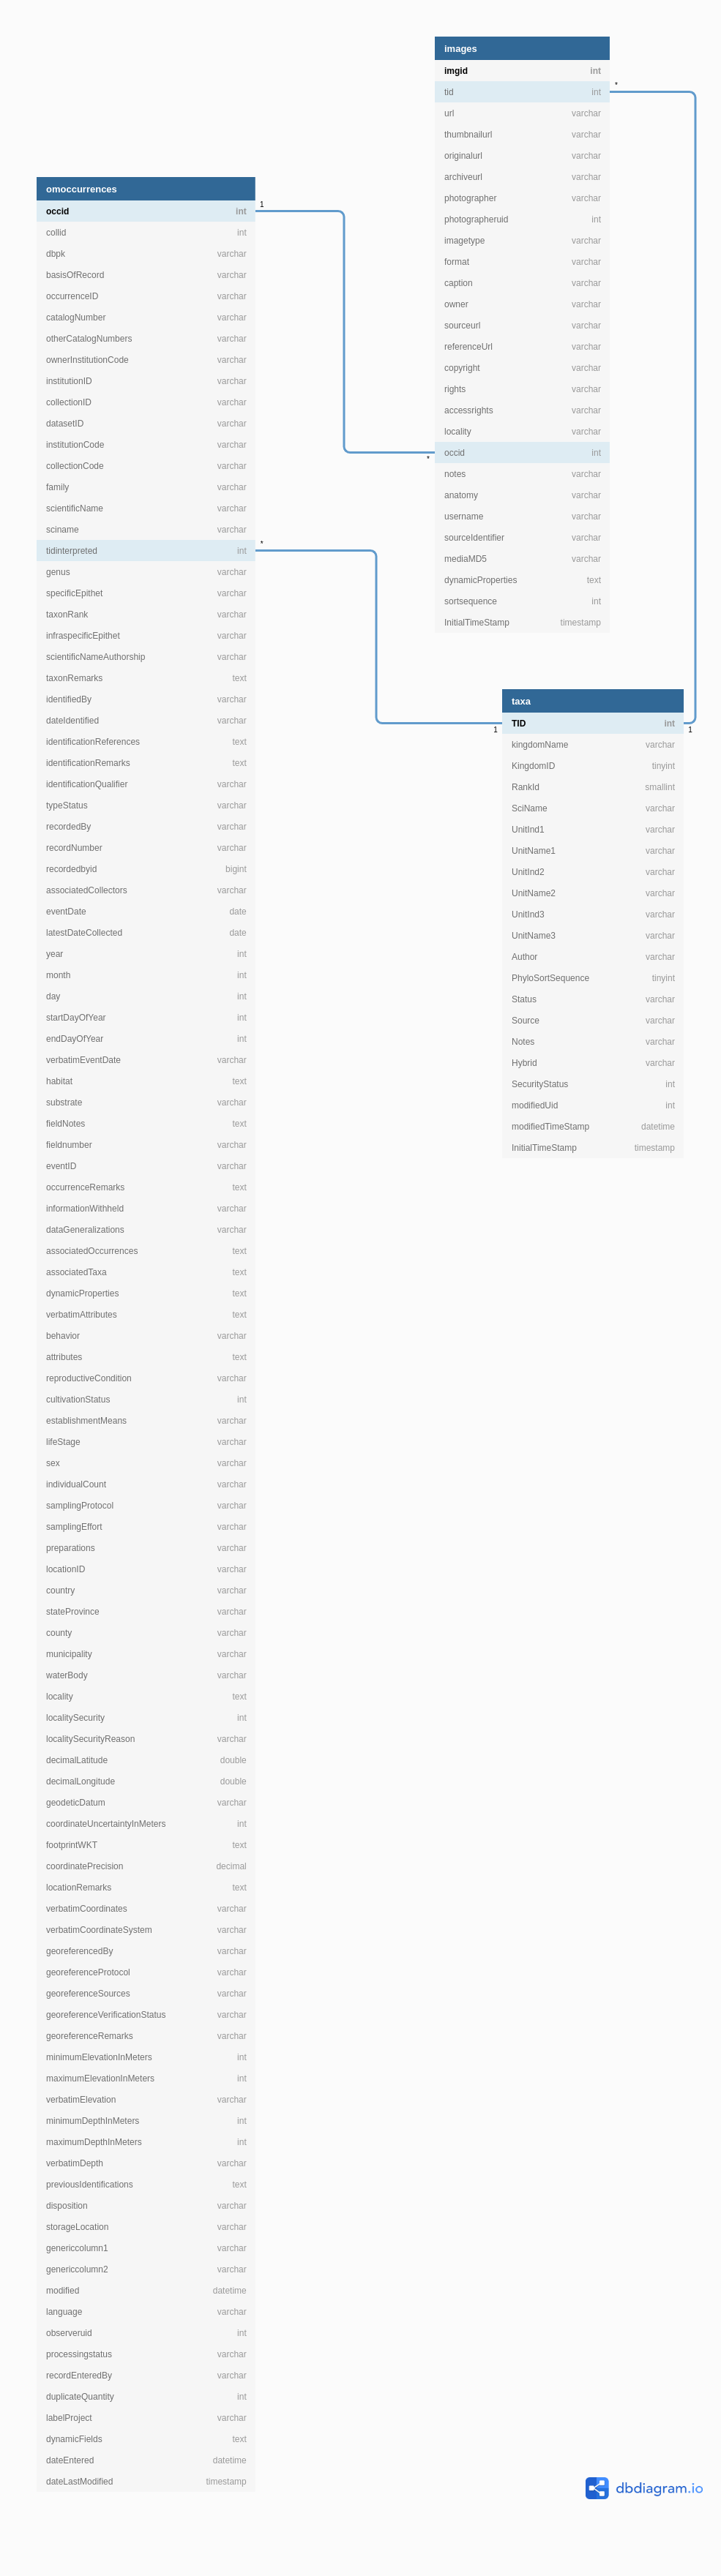 images
imgid int
tid int
url varchar
thumbnailurl varchar
originalurl varchar
archiveurl varchar
photographer varchar
photographeruid int
imagetype varchar
format varchar
caption varchar
owner varchar
sourceurl varchar
referenceUrl varchar
copyright varchar
rights varchar
accessrights varchar
locality varchar
occid int
notes varchar
anatomy varchar
username varchar
sourceIdentifier varchar
mediaMD5 varchar
dynamicProperties text
sortsequence int
InitialTimeStamp timestamp
*
*
omoccurrences
occid int
collid int
dbpk varchar
basisOfRecord varchar
occurrenceID varchar
catalogNumber varchar
otherCatalogNumbers varchar
ownerInstitutionCode varchar
institutionID varchar
collectionID varchar
datasetID varchar
institutionCode varchar
collectionCode varchar
family varchar
scientificName varchar
sciname varchar
tidinterpreted int
genus varchar
specificEpithet varchar
taxonRank varchar
infraspecificEpithet varchar
scientificNameAuthorship varchar
taxonRemarks text
identifiedBy varchar
dateIdentified varchar
identificationReferences text
identificationRemarks text
identificationQualifier varchar
typeStatus varchar
recordedBy varchar
recordNumber varchar
recordedbyid bigint
associatedCollectors varchar
eventDate date
latestDateCollected date
year int
month int
day int
startDayOfYear int
endDayOfYear int
verbatimEventDate varchar
habitat text
substrate varchar
fieldNotes text
fieldnumber varchar
eventID varchar
occurrenceRemarks text
informationWithheld varchar
dataGeneralizations varchar
associatedOccurrences text
associatedTaxa text
dynamicProperties text
verbatimAttributes text
behavior varchar
attributes text
reproductiveCondition varchar
cultivationStatus int
establishmentMeans varchar
lifeStage varchar
sex varchar
individualCount varchar
samplingProtocol varchar
samplingEffort varchar
preparations varchar
locationID varchar
country varchar
stateProvince varchar
county varchar
municipality varchar
waterBody varchar
locality text
localitySecurity int
localitySecurityReason varchar
decimalLatitude double
decimalLongitude double
geodeticDatum varchar
coordinateUncertaintyInMeters int
footprintWKT text
coordinatePrecision decimal
locationRemarks text
verbatimCoordinates varchar
verbatimCoordinateSystem varchar
georeferencedBy varchar
georeferenceProtocol varchar
georeferenceSources varchar
georeferenceVerificationStatus varchar
georeferenceRemarks varchar
minimumElevationInMeters int
maximumElevationInMeters int
verbatimElevation varchar
minimumDepthInMeters int
maximumDepthInMeters int
verbatimDepth varchar
previousIdentifications text
disposition varchar
storageLocation varchar
genericcolumn1 varchar
genericcolumn2 varchar
modified datetime
language varchar
observeruid int
processingstatus varchar
recordEnteredBy varchar
duplicateQuantity int
labelProject varchar
dynamicFields text
dateEntered datetime
dateLastModified timestamp
1
*
taxa
TID int
kingdomName varchar
KingdomID tinyint
RankId smallint
SciName varchar
UnitInd1 varchar
UnitName1 varchar
UnitInd2 varchar
UnitName2 varchar
UnitInd3 varchar
UnitName3 varchar
Author varchar
PhyloSortSequence tinyint
Status varchar
Source varchar
Notes varchar
Hybrid varchar
SecurityStatus int
modifiedUid int
modifiedTimeStamp datetime
InitialTimeStamp timestamp
1
1
dbdiagram.io